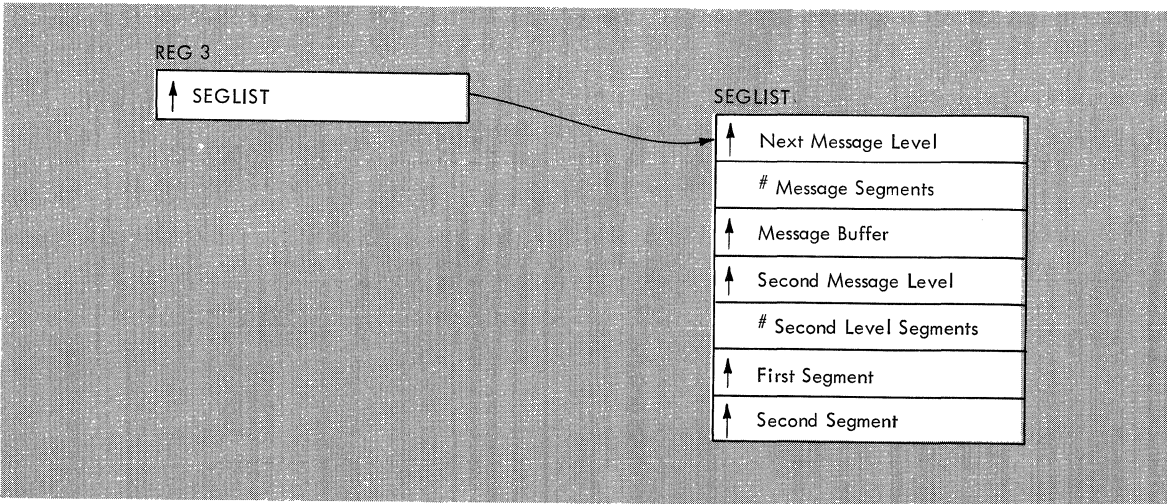 REG 3
↑ SEGLIST
SEGLIST
↑ Next Message Level
# Message Segments
↑ Message Buffer
↑ Second Message Level
# Second Level Segments
↑ First Segment
↑ Second Segment